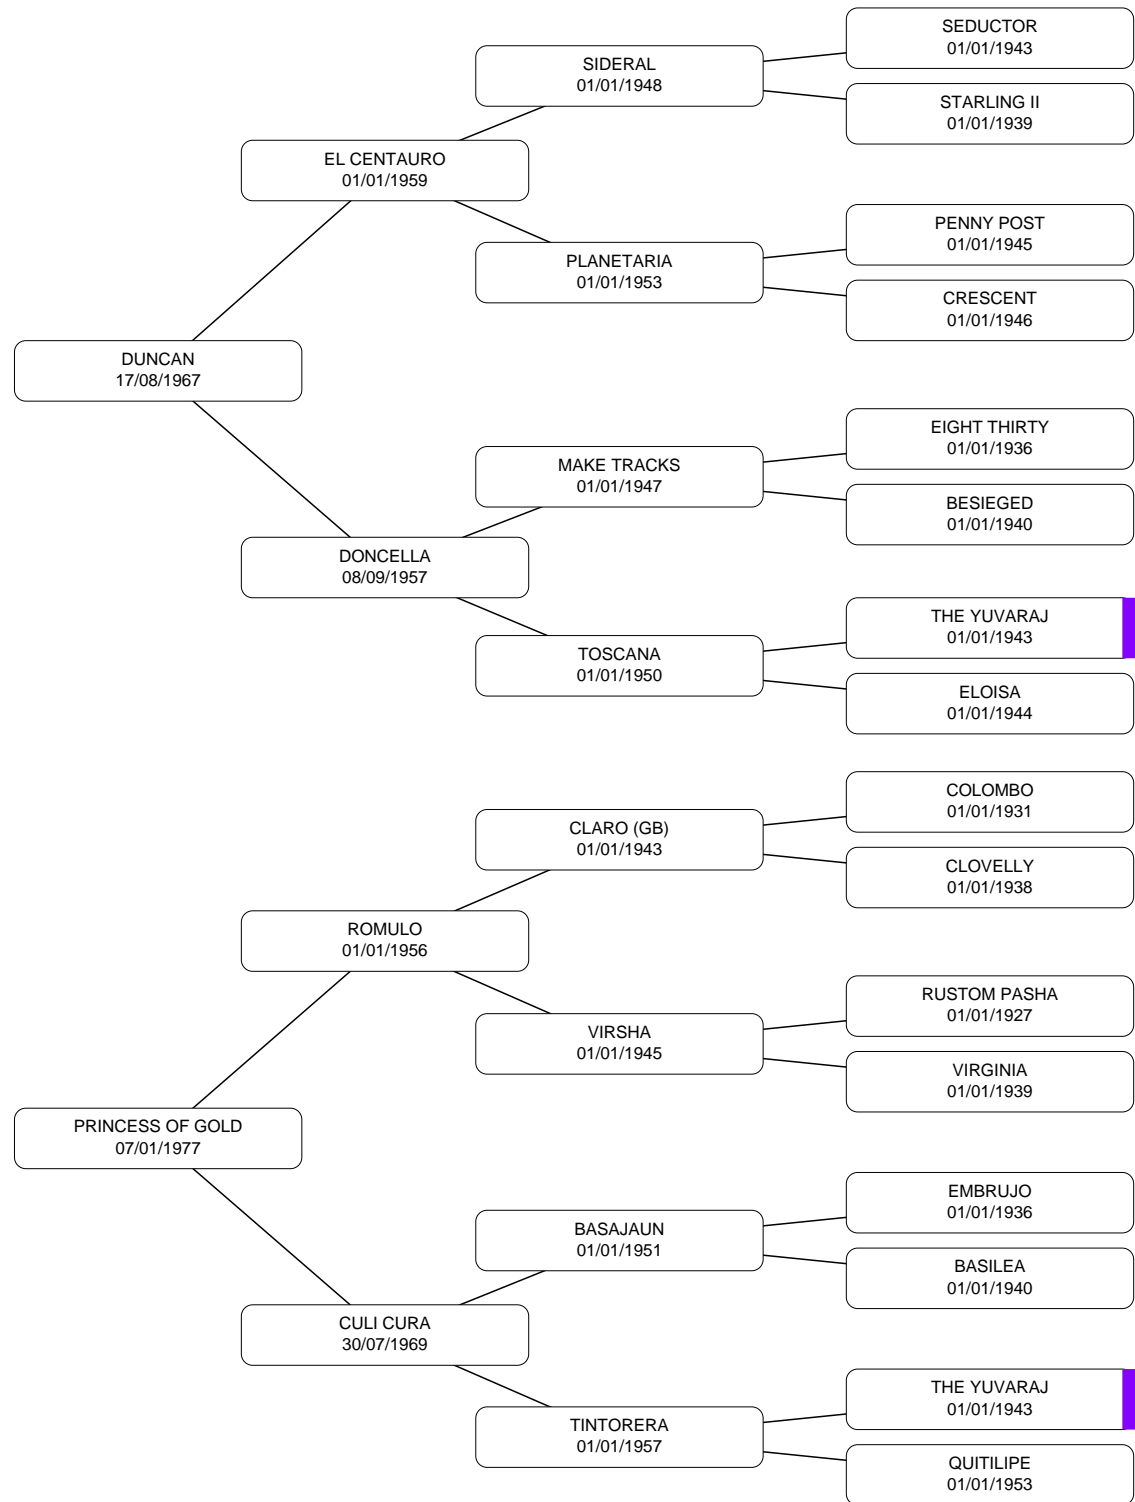 SEDUCTOR
01/01/1943
SIDERAL
01/01/1948
STARLING II
01/01/1939
EL CENTAURO
01/01/1959
PENNY POST
01/01/1945
PLANETARIA
01/01/1953
CRESCENT
01/01/1946
DUNCAN
17/08/1967
EIGHT THIRTY
01/01/1936
MAKE TRACKS
01/01/1947
BESIEGED
01/01/1940
DONCELLA
08/09/1957
THE YUVARAJ
01/01/1943
TOSCANA
01/01/1950
ELOISA
01/01/1944
COLOMBO
01/01/1931
CLARO (GB)
01/01/1943
CLOVELLY
01/01/1938
ROMULO
01/01/1956
RUSTOM PASHA
01/01/1927
VIRSHA
01/01/1945
VIRGINIA
01/01/1939
PRINCESS OF GOLD
07/01/1977
EMBRUJO
01/01/1936
BASAJAUN
01/01/1951
BASILEA
01/01/1940
CULI CURA
30/07/1969
THE YUVARAJ
01/01/1943
TINTORERA
01/01/1957
QUITILIPE
01/01/1953